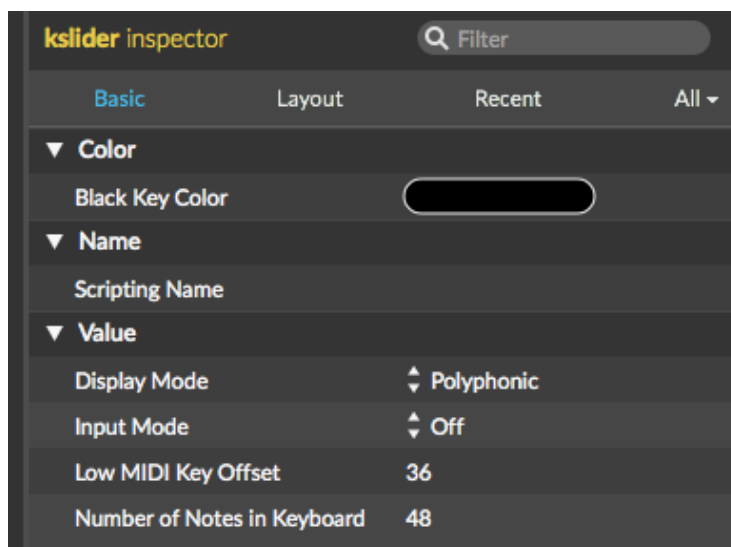 kslider inspector Filter
Basic Layout Recent All
Color
Black Key Color
Name
Scripting Name
Value
Display Mode Polyphonic
Input Mode Off
Low MIDI Key Offset 36
Number of Notes in Keyboard 48